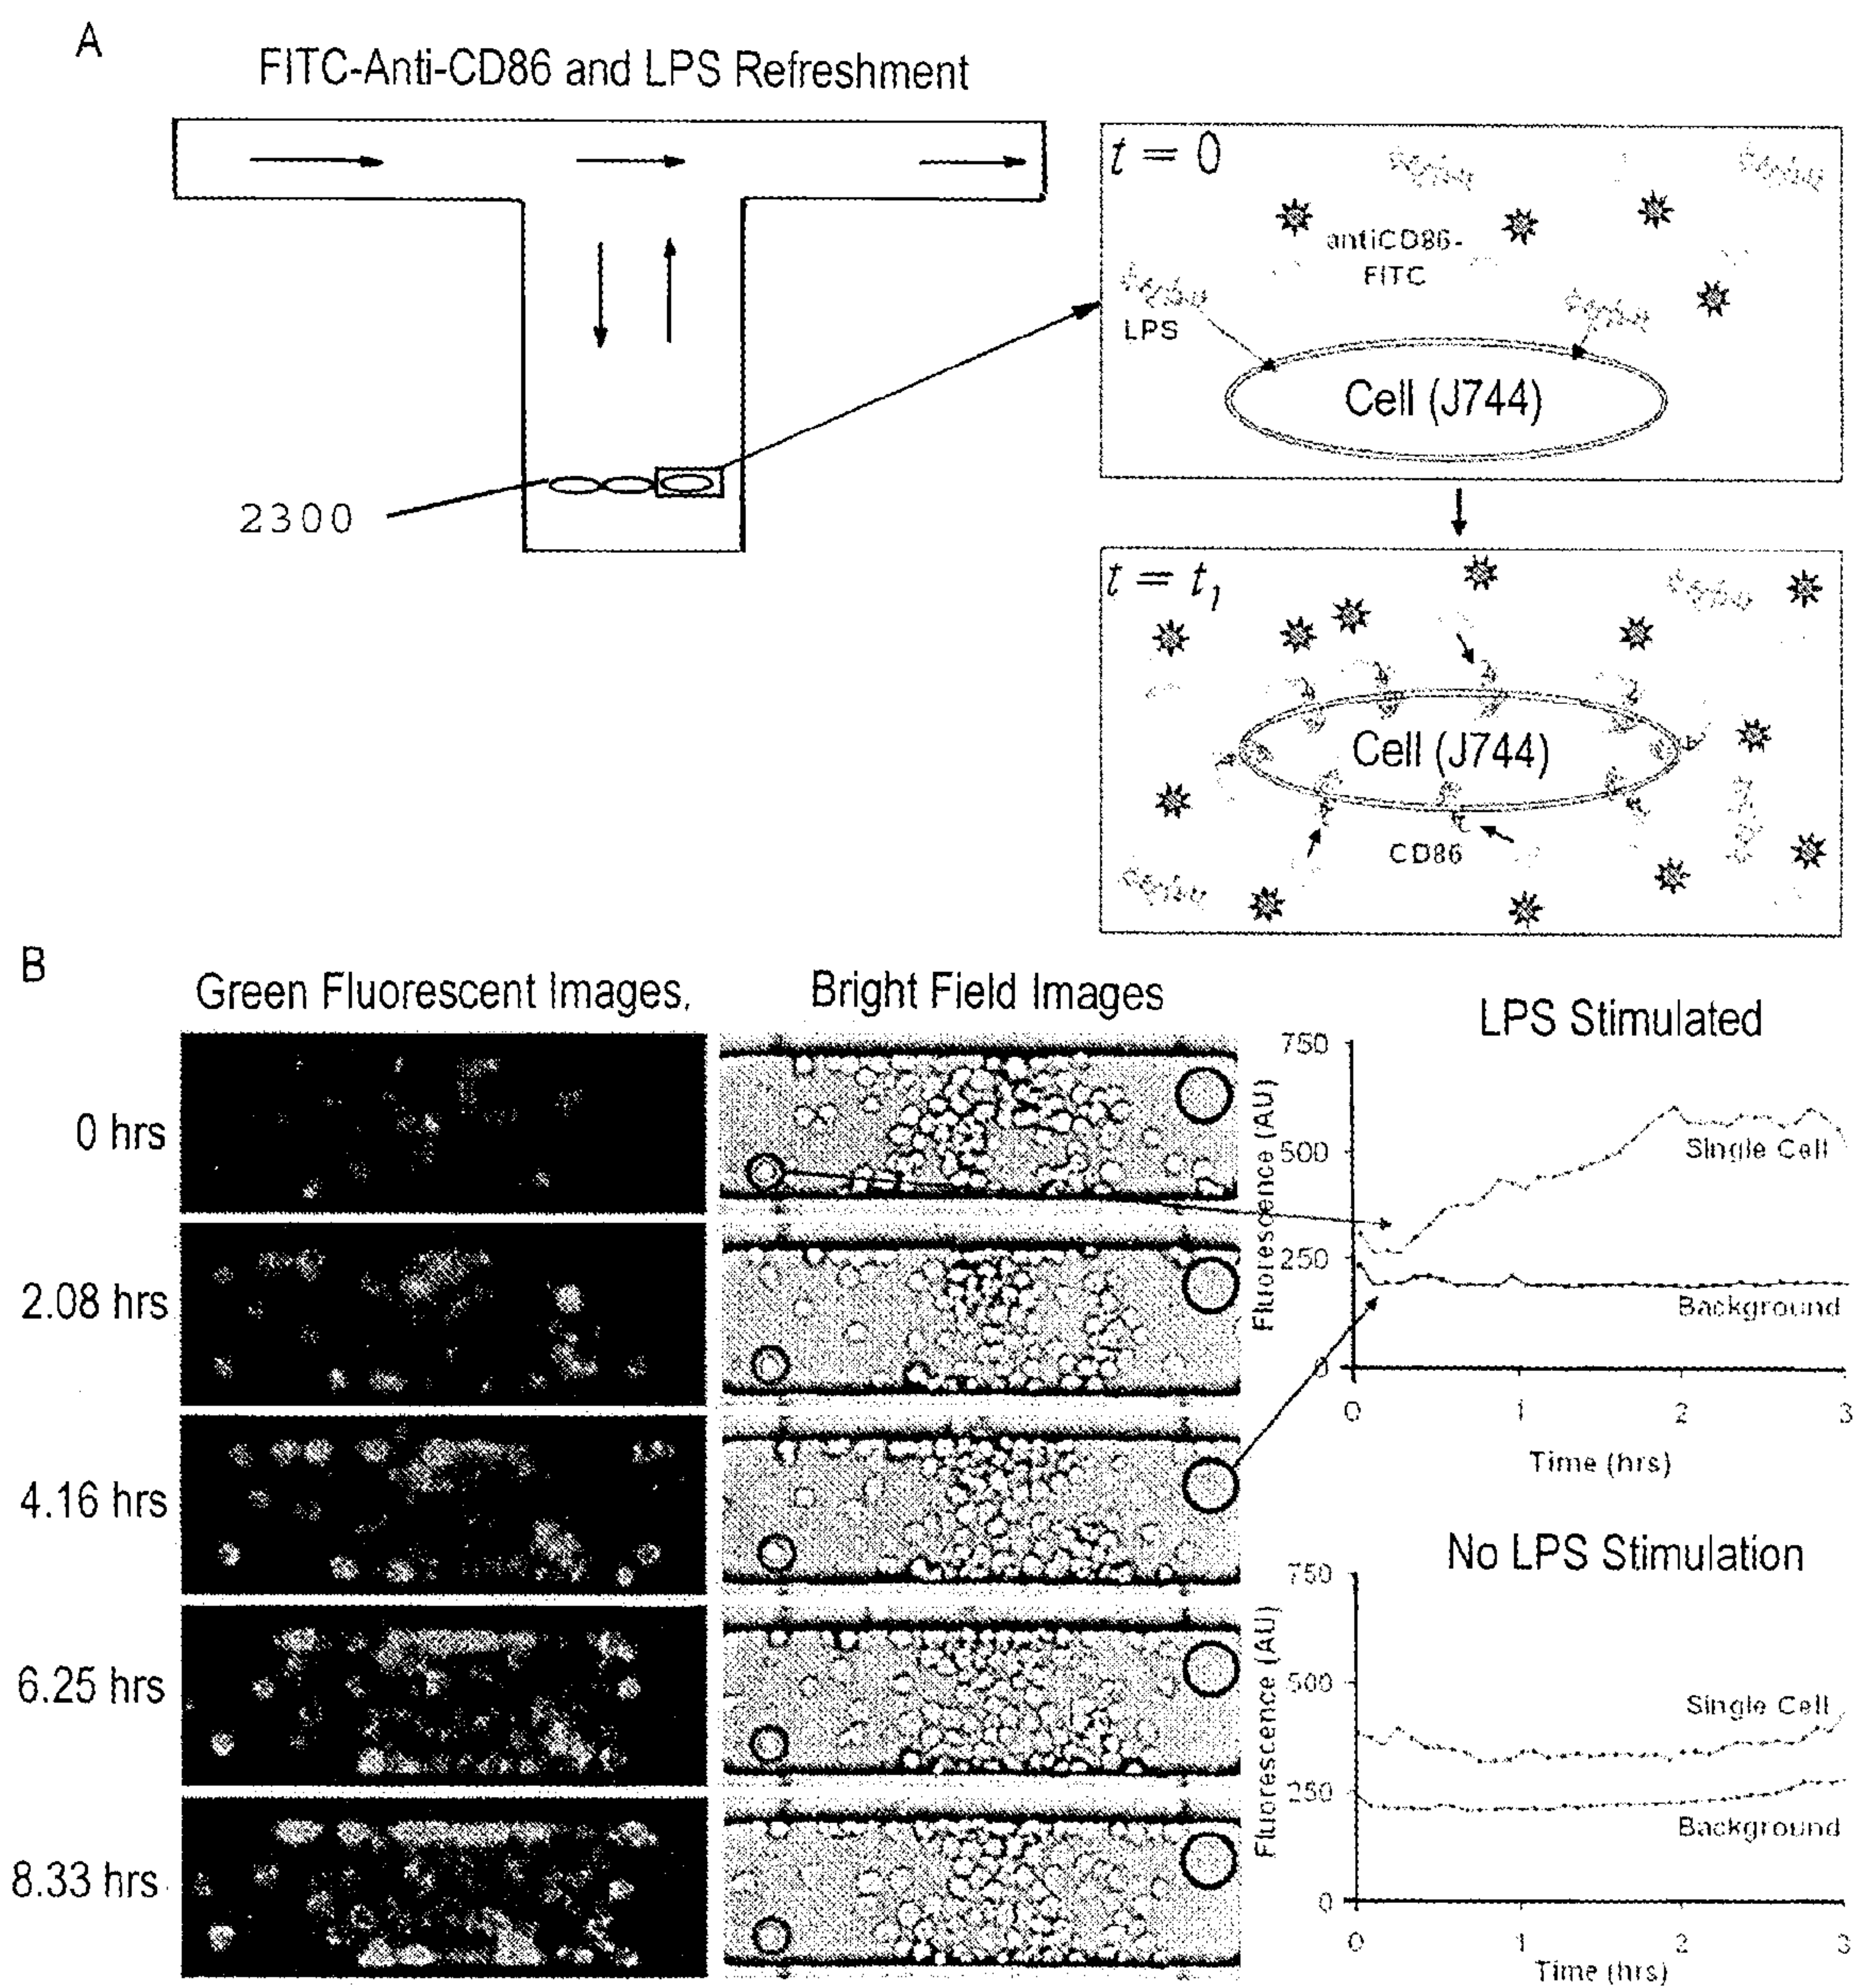 A
FITC-Anti-CD86 and LPS Refreshment
2300
t = 0
antiCD86-
FITC
LPS
Cell (J744)
t = t1
Cell (J744)
CD86
B
Green Fluorescent Images,
Bright Field Images
0 hrs
2.08 hrs
4.16 hrs
6.25 hrs
8.33 hrs
LPS Stimulated
Fluorescence (AU)
750
500
250
0
Single Cell
Background
0 1 2 3
Time (hrs)
No LPS Stimulation
Fluorescence (AU)
750
500
250
0
Single Cell
Background
0 1 2 3
Time (hrs)